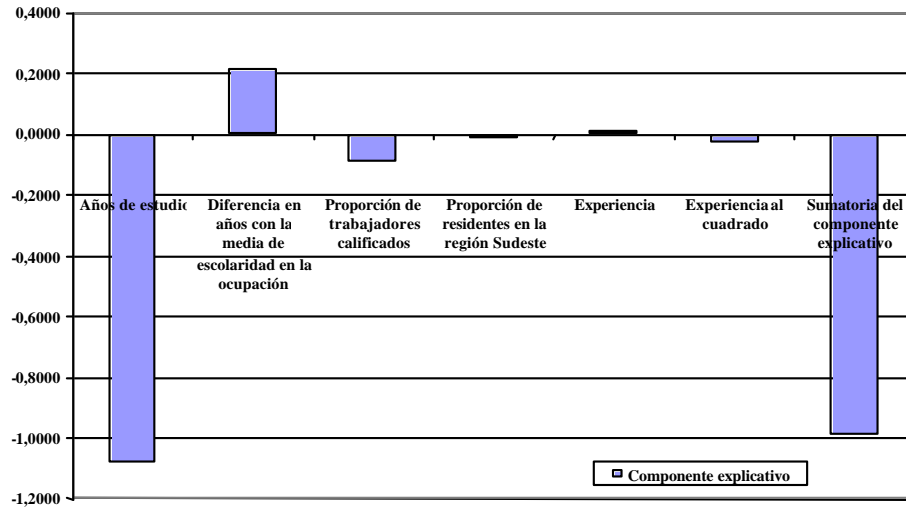 0,4000
0,2000
0,0000
-0,2000
-0,4000
-0,6000
-0,8000
-1,0000
-1,2000
Años de estudio
Diferencia en
años con la
media de
escolaridad en la
ocupación
Proporción de
trabajadores
calificados
Proporción de
residentes en la
región Sudeste
Experiencia
Experiencia al
cuadrado
Sumatoria del
componente
explicativo
Componente explicativo